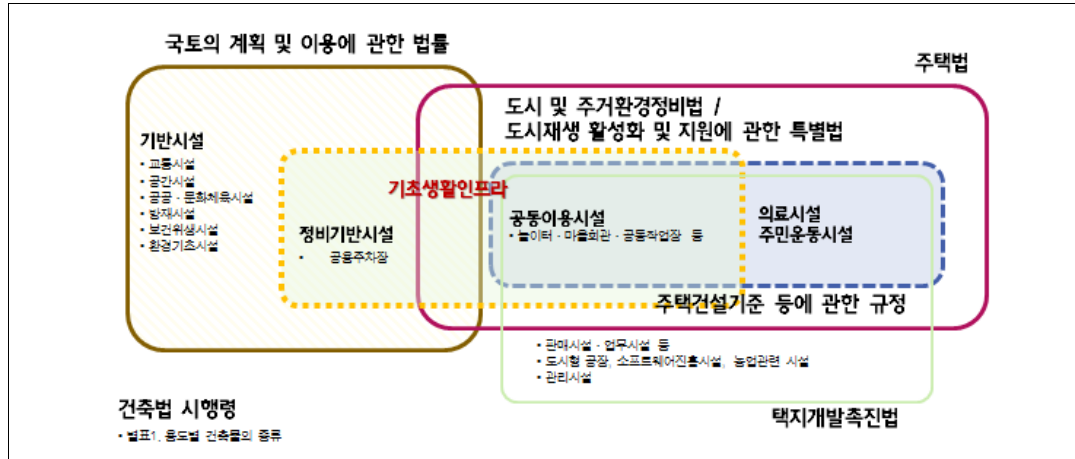 국토의 계획 및 이용에 관한 법률
주택법
도시 및 주거환경정비법 /
도시재생 활성화 및 지원에 관한 특별법
기반시설
• 교통시설
• 공간시설
• 공공 · 문화체육시설
• 방재시설
• 보건위생시설
• 환경기초시설
기초생활인프라
정비기반시설
• 공용주차장
공동이용시설
• 놀이터 · 마을회관 · 공동작업장 등
의료시설
주민운동시설
주택건설기준 등에 관한 규정
• 판매시설 · 업무시설 등
• 도시형 공장, 소프트웨어진흥시설, 농업관련 시설
• 관리시설
택지개발촉진법
건축법 시행령
• 별표1. 용도별 건축물의 종류